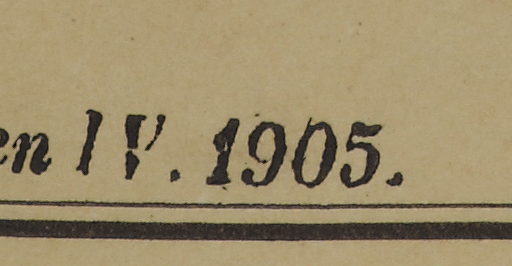 en IV. 1905.